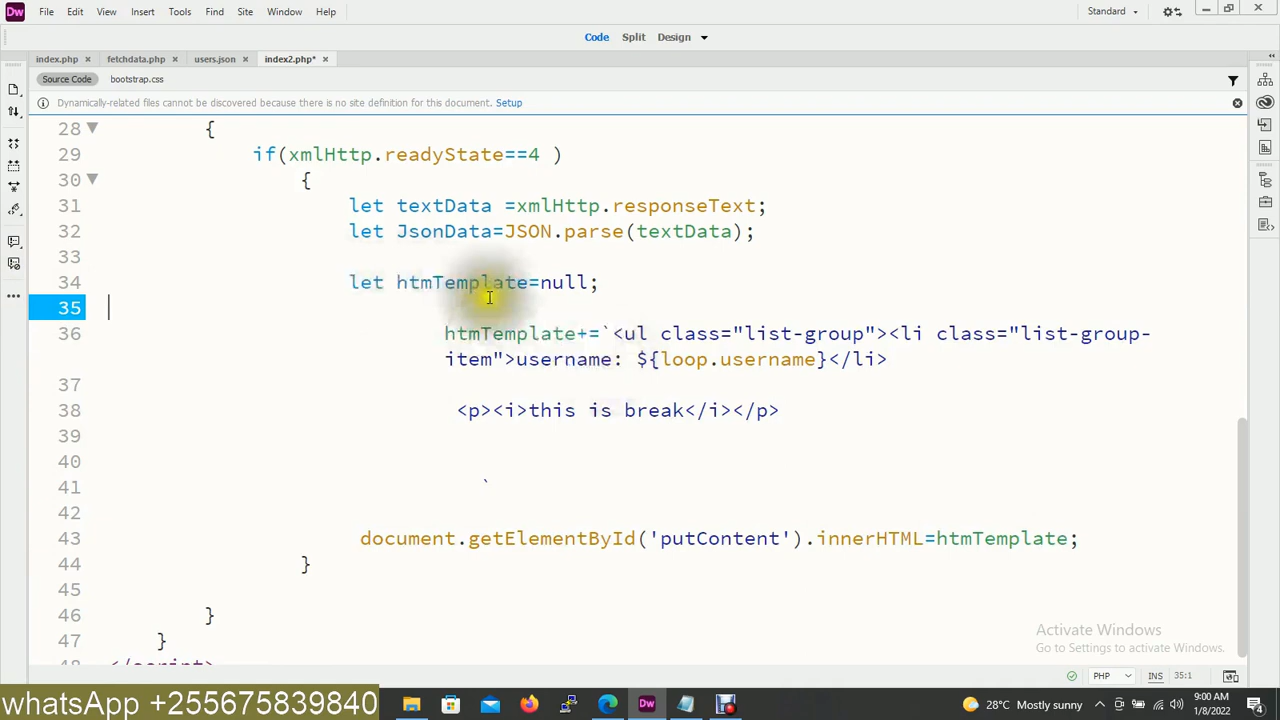 Dw File Edit View Insert Tools Find Site Window Help Standard
Code Split Design
index.php × fetchdata.php × users.json × index2.php* ×
Source Code bootstrap.css
Dynamically-related files cannot be discovered because there is no site definition for this document. Setup
28 {
29 if(xmlHttp.readyState==4 )
30 {
31 let textData =xmlHttp.responseText;
32 let JsonData=JSON.parse(textData);
33
34 let htmTemplate=null;
35
36 htmTemplate+=`<ul class="list-group"><li class="list-group-
item">username: ${loop.username}</li>
37
38 <p><i>this is break</i></p>
39
40
41 `
42
43 document.getElementById('putContent').innerHTML=htmTemplate;
44 }
45
46 }
47 }
48 </script>
Activate Windows
Go to Settings to activate Windows.
PHP INS 35:1
whatsApp +255675839840 Dw 28°C Mostly sunny 9:00 AM
1/8/2022
4